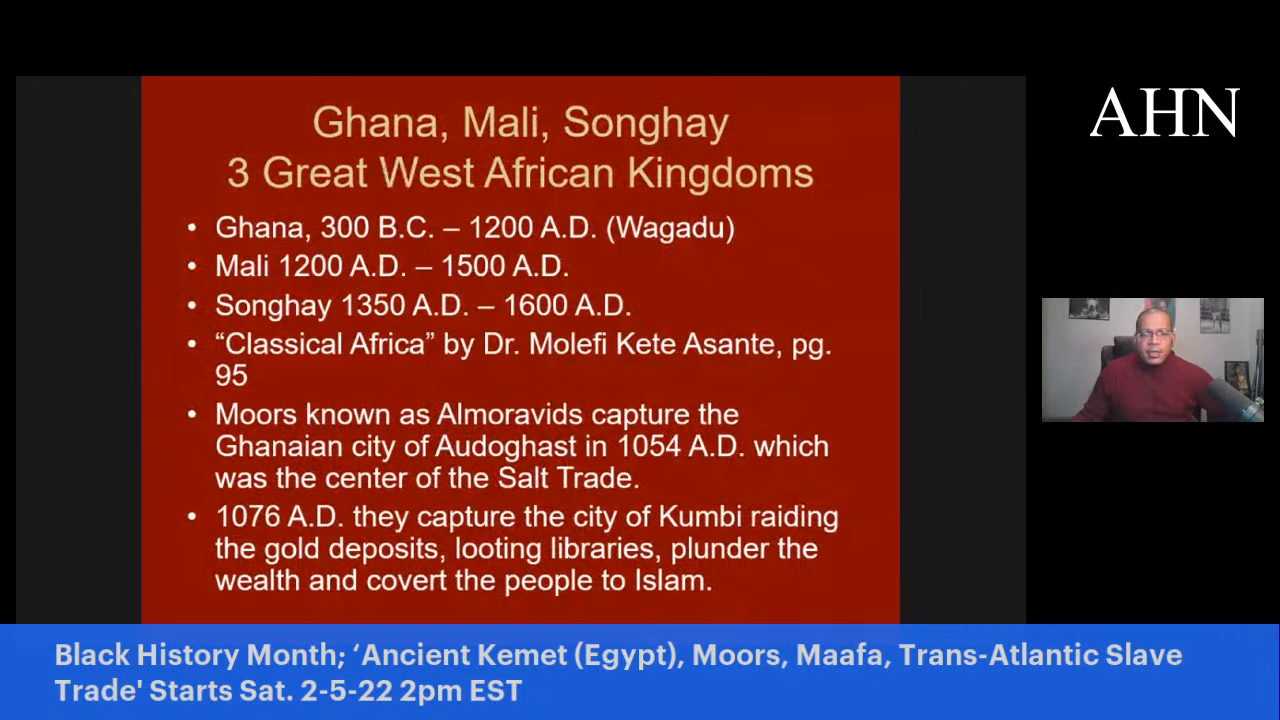 AHN
Ghana, Mali, Songhay
3 Great West African Kingdoms
• Ghana, 300 B.C. – 1200 A.D. (Wagadu)
• Mali 1200 A.D. – 1500 A.D.
• Songhay 1350 A.D. – 1600 A.D.
• “Classical Africa” by Dr. Molefi Kete Asante, pg.
95
• Moors known as Almoravids capture the
Ghanaian city of Audoghast in 1054 A.D. which
was the center of the Salt Trade.
• 1076 A.D. they capture the city of Kumbi raiding
the gold deposits, looting libraries, plunder the
wealth and covert the people to Islam.
Black History Month; ‘Ancient Kemet (Egypt), Moors, Maafa, Trans-Atlantic Slave
Trade' Starts Sat. 2-5-22 2pm EST